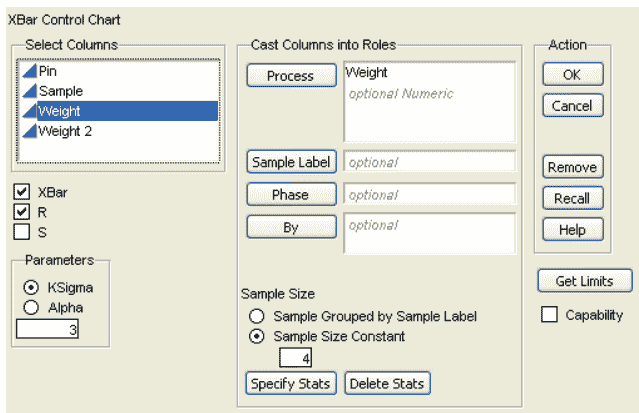 XBar Control Chart
Select Columns
Pin
Sample
Weight
Weight 2
XBar
R
S
Parameters
KSigma
Alpha
3
Cast Columns into Roles
Process
Weight
optional Numeric
Sample Label
optional
Phase
optional
By
optional
Sample Size
Sample Grouped by Sample Label
Sample Size Constant
4
Specify Stats
Delete Stats
Action
OK
Cancel
Remove
Recall
Help
Get Limits
Capability